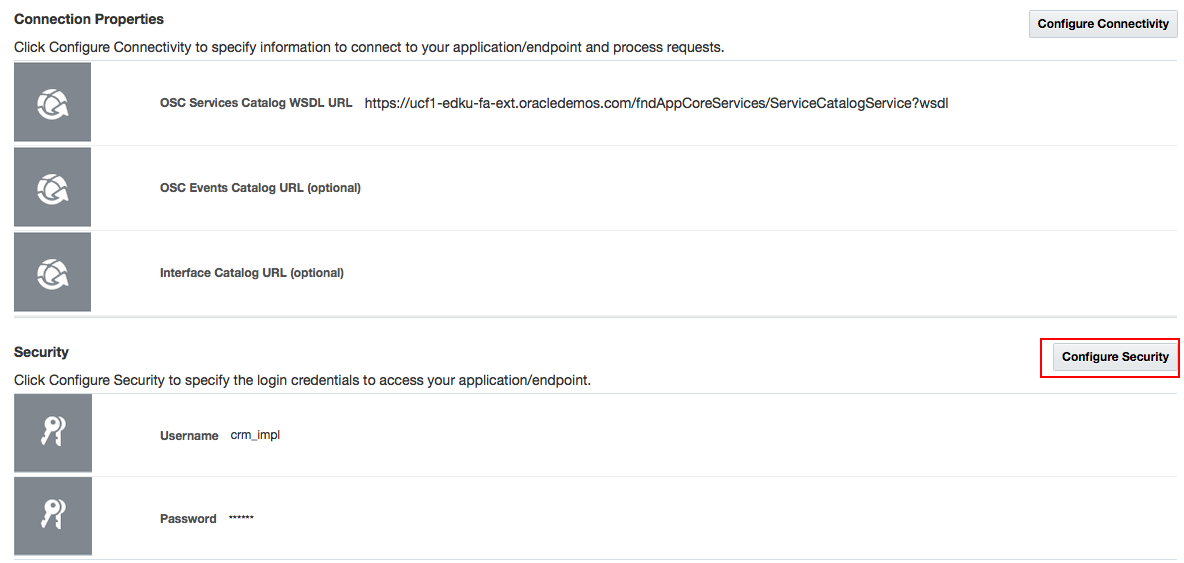 Connection Properties
Configure Connectivity
Click Configure Connectivity to specify information to connect to your application/endpoint and process requests.
OSC Services Catalog WSDL URL https://ucf1-edku-fa-ext.oracledemos.com/fndAppCoreServices/ServiceCatalogService?wsdl
OSC Events Catalog URL (optional)
Interface Catalog URL (optional)
Security
Configure Security
Click Configure Security to specify the login credentials to access your application/endpoint.
Username crm_impl
Password ******